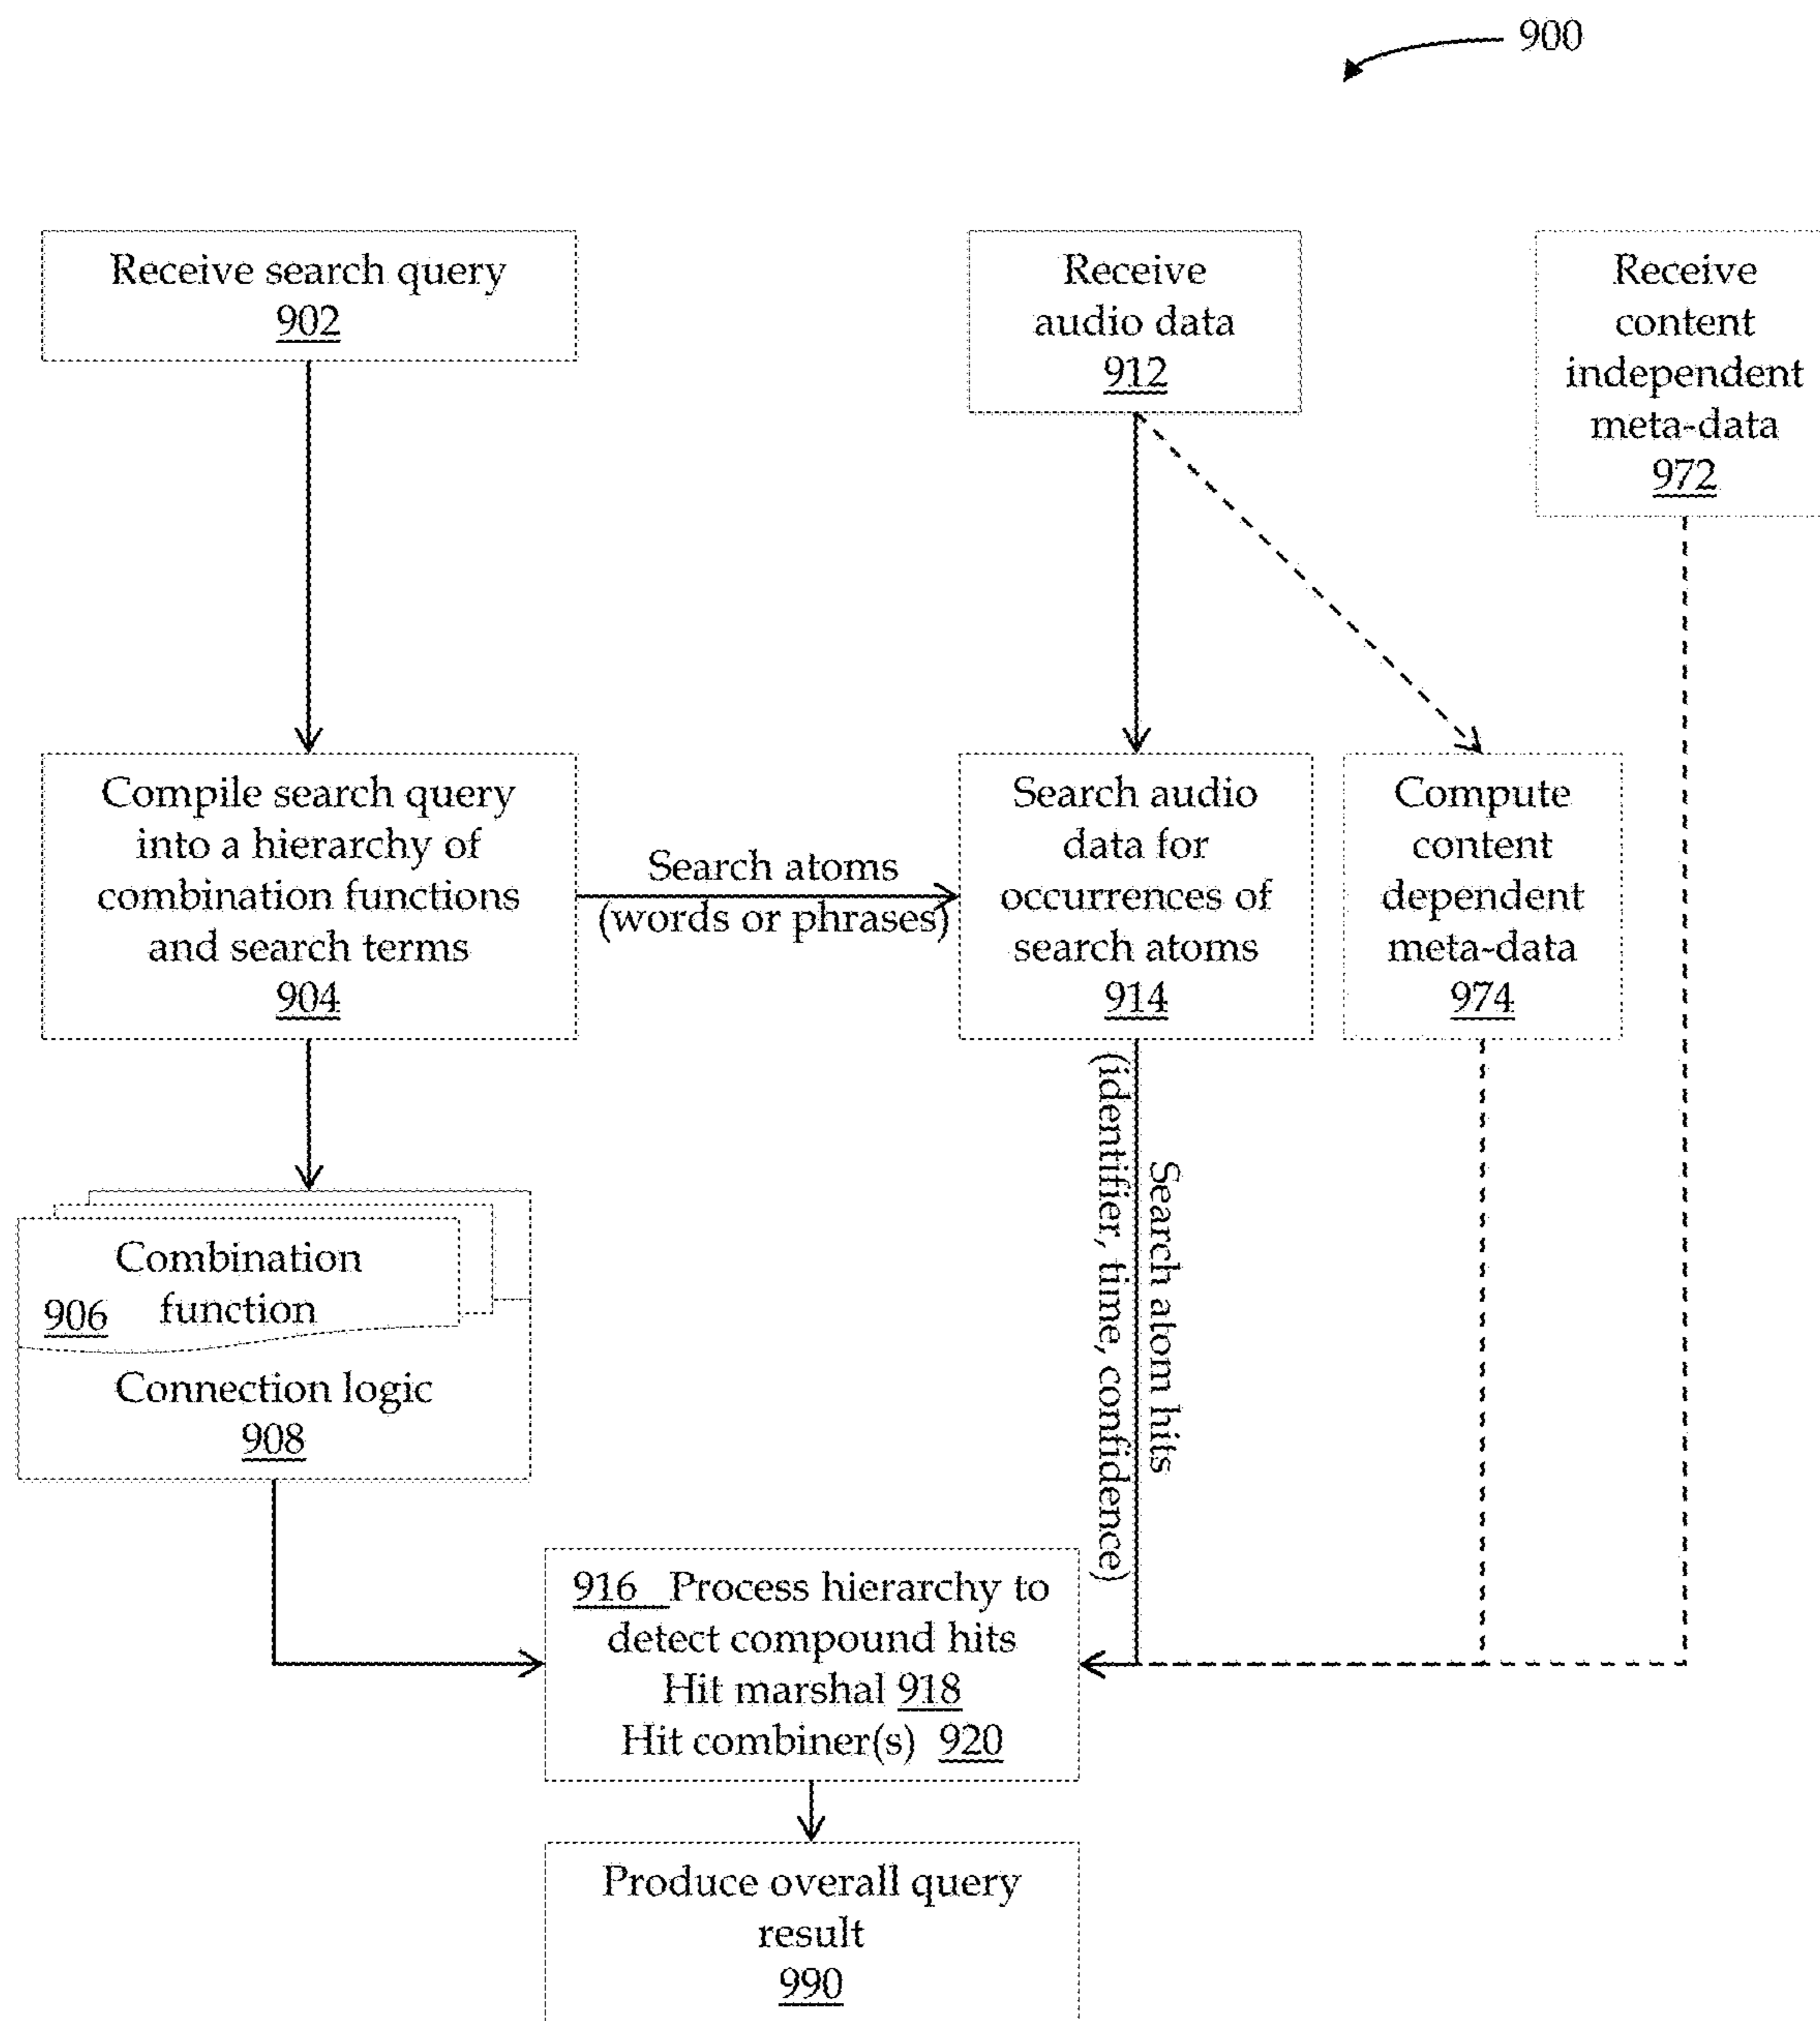 900
Receive search query
902
Receive
audio data
912
Receive
content
independent
meta-data
972
Compile search query
into a hierarchy of
combination functions
and search terms
904
Search atoms
(words or phrases)
Search audio
data for
occurrences of
search atoms
914
Compute
content
dependent
meta-data
974
Combination
906 function
Connection logic
908
Search atom hits
(identifier, time, confidence)
916 Process hierarchy to
detect compound hits
Hit marshal 918
Hit combiner(s) 920
Produce overall query
result
990